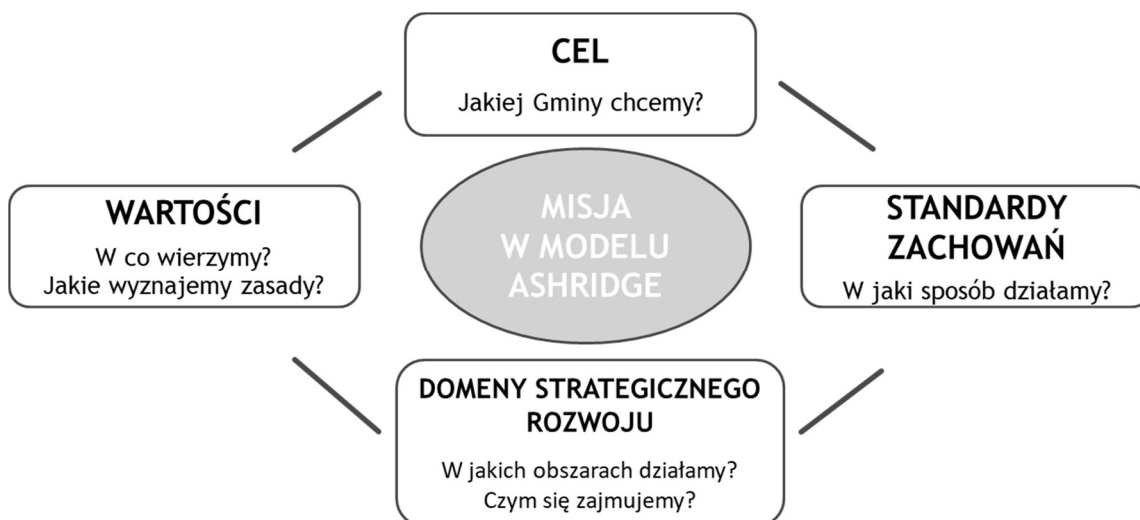 CEL
Jakiej Gminy chcemy?
WARTOŚCI
W co wierzymy?
Jakie wyznajemy zasady?
MISJA
W MODELU
ASHRIDGE
STANDARDY
ZACHOWAŃ
W jaki sposób działamy?
DOMENY STRATEGICZNEGO
ROZWOJU
W jakich obszarach działamy?
Czym się zajmujemy?